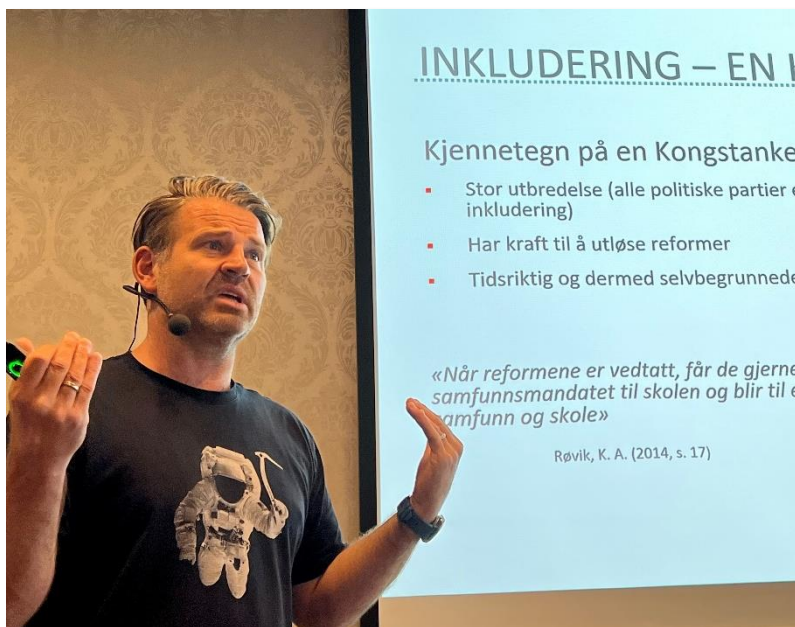 INKLUDERING – EN
Kjennetegn på en Kongstanke
Stor utbredelse (alle politiske partier
inkludering)
Har kraft til å utløse reformer
Tidsriktig og dermed selvbegrunnede
«Når reformene er vedtatt, får de gjerne
samfunnsmandatet til skolen og blir til
samfunn og skole»
Røvik, K. A. (2014, s. 17)